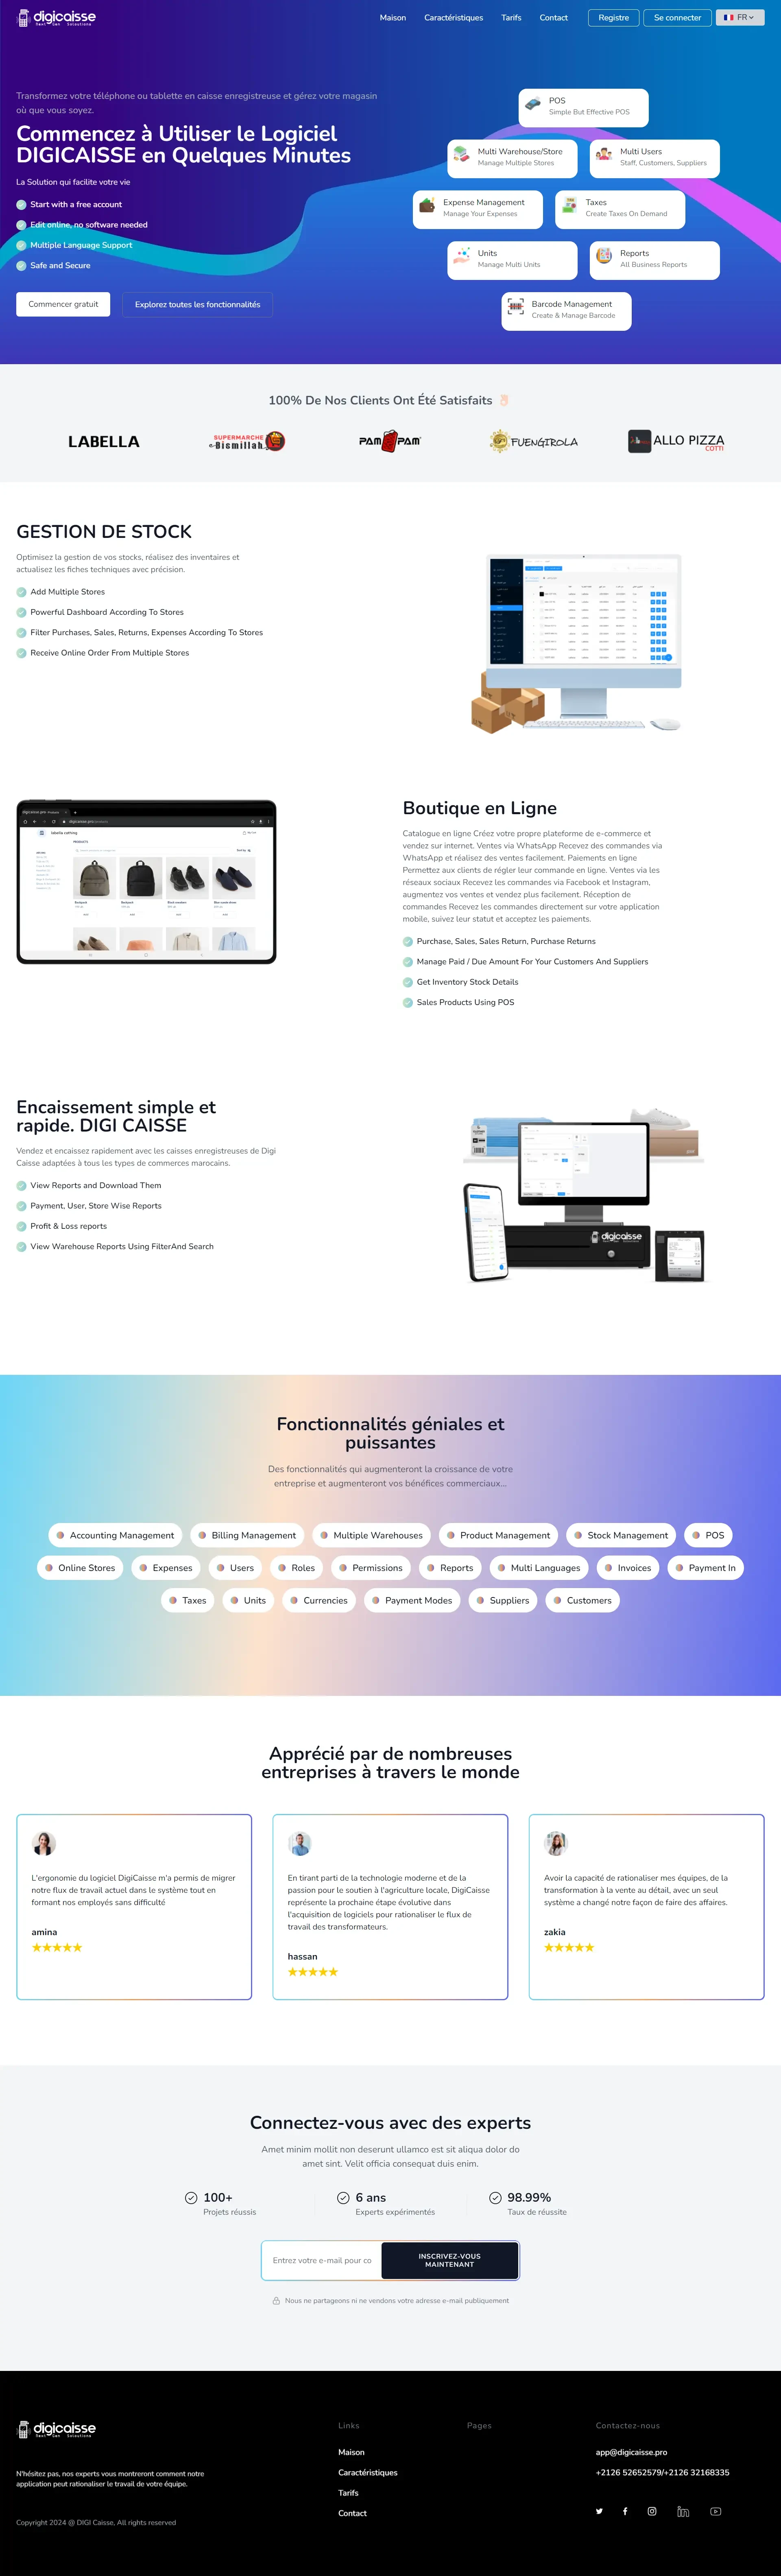 digicaisse
Next Gen Solutions
Maison
Caractéristiques
Tarifs
Contact
Registre
Se connecter
FR
Transformez votre téléphone ou tablette en caisse enregistreuse et gérez votre magasin
où que vous soyez.
Commencez à Utiliser le Logiciel
DIGICAISSE en Quelques Minutes
La Solution qui facilite votre vie
Start with a free account
Edit online, no software needed
Multiple Language Support
Safe and Secure
Commencer gratuit
Explorez toutes les fonctionnalités
POS
Simple But Effective POS
Multi Warehouse/Store
Manage Multiple Stores
Multi Users
Staff, Customers, Suppliers
Expense Management
Manage Your Expenses
Taxes
Create Taxes On Demand
Units
Manage Multi Units
Reports
All Business Reports
Barcode Management
Create & Manage Barcode
100% De Nos Clients Ont Été Satisfaits
LABELLA
SUPERMARCHE
Bismillah
PAM PAM
FUENGIROLA
ALLO PIZZA
COTTI
GESTION DE STOCK
Optimisez la gestion de vos stocks, réalisez des inventaires et
actualisez les fiches techniques avec précision.
Add Multiple Stores
Powerful Dashboard According To Stores
Filter Purchases, Sales, Returns, Expenses According To Stores
Receive Online Order From Multiple Stores
PRODUCTS
Boutique en Ligne
Catalogue en ligne Créez votre propre plateforme de e-commerce et
vendez sur internet. Ventes via WhatsApp Recevez des commandes via
WhatsApp et réalisez des ventes facilement. Paiements en ligne
Permettez aux clients de régler leur commande en ligne. Ventes via les
réseaux sociaux Recevez les commandes via Facebook et Instagram,
augmentez vos ventes et vendez plus facilement. Réception de
commandes Recevez les commandes directement sur votre application
mobile, suivez leur statut et acceptez les paiements.
Purchase, Sales, Sales Return, Purchase Returns
Manage Paid / Due Amount For Your Customers And Suppliers
Get Inventory Stock Details
Sales Products Using POS
Encaissement simple et
rapide. DIGI CAISSE
Vendez et encaissez rapidement avec les caisses enregistreuses de Digi
Caisse adaptées à tous les types de commerces marocains.
View Reports and Download Them
Payment, User, Store Wise Reports
Profit & Loss reports
View Warehouse Reports Using FilterAnd Search
digicaisse
Fonctionnalités géniales et
puissantes
Des fonctionnalités qui augmenteront la croissance de votre
entreprise et augmenteront vos bénéfices commerciaux...
Accounting Management
Billing Management
Multiple Warehouses
Product Management
Stock Management
POS
Online Stores
Expenses
Users
Roles
Permissions
Reports
Multi Languages
Invoices
Payment In
Taxes
Units
Currencies
Payment Modes
Suppliers
Customers
Apprécié par de nombreuses
entreprises à travers le monde
L'ergonomie du logiciel DigiCaisse m'a permis de migrer
notre flux de travail actuel dans le système tout en
formant nos employés sans difficulté
amina
En tirant parti de la technologie moderne et de la
passion pour le soutien à l'agriculture locale, DigiCaisse
représente la prochaine étape évolutive dans
l'acquisition de logiciels pour rationaliser le flux de
travail des transformateurs.
hassan
Avoir la capacité de rationaliser mes équipes, de la
transformation à la vente au détail, avec un seul
système a changé notre façon de faire des affaires.
zakia
Connectez-vous avec des experts
Amet minim mollit non deserunt ullamco est sit aliqua dolor do
amet sint. Velit officia consequat duis enim.
100+
Projets réussis
6 ans
Experts expérimentés
98.99%
Taux de réussite
Entrez votre e-mail pour co
INSCRIVEZ-VOUS
MAINTENANT
Nous ne partageons ni ne vendons votre adresse e-mail publiquement
digicaisse
Next Gen Solutions
N'hésitez pas, nos experts vous montreront comment notre
application peut rationaliser le travail de votre équipe.
Copyright 2024 @ DIGI Caisse, All rights reserved
Links
Maison
Caractéristiques
Tarifs
Contact
Pages
Contactez-nous
app@digicaisse.pro
+2126 52652579/+2126 32168335